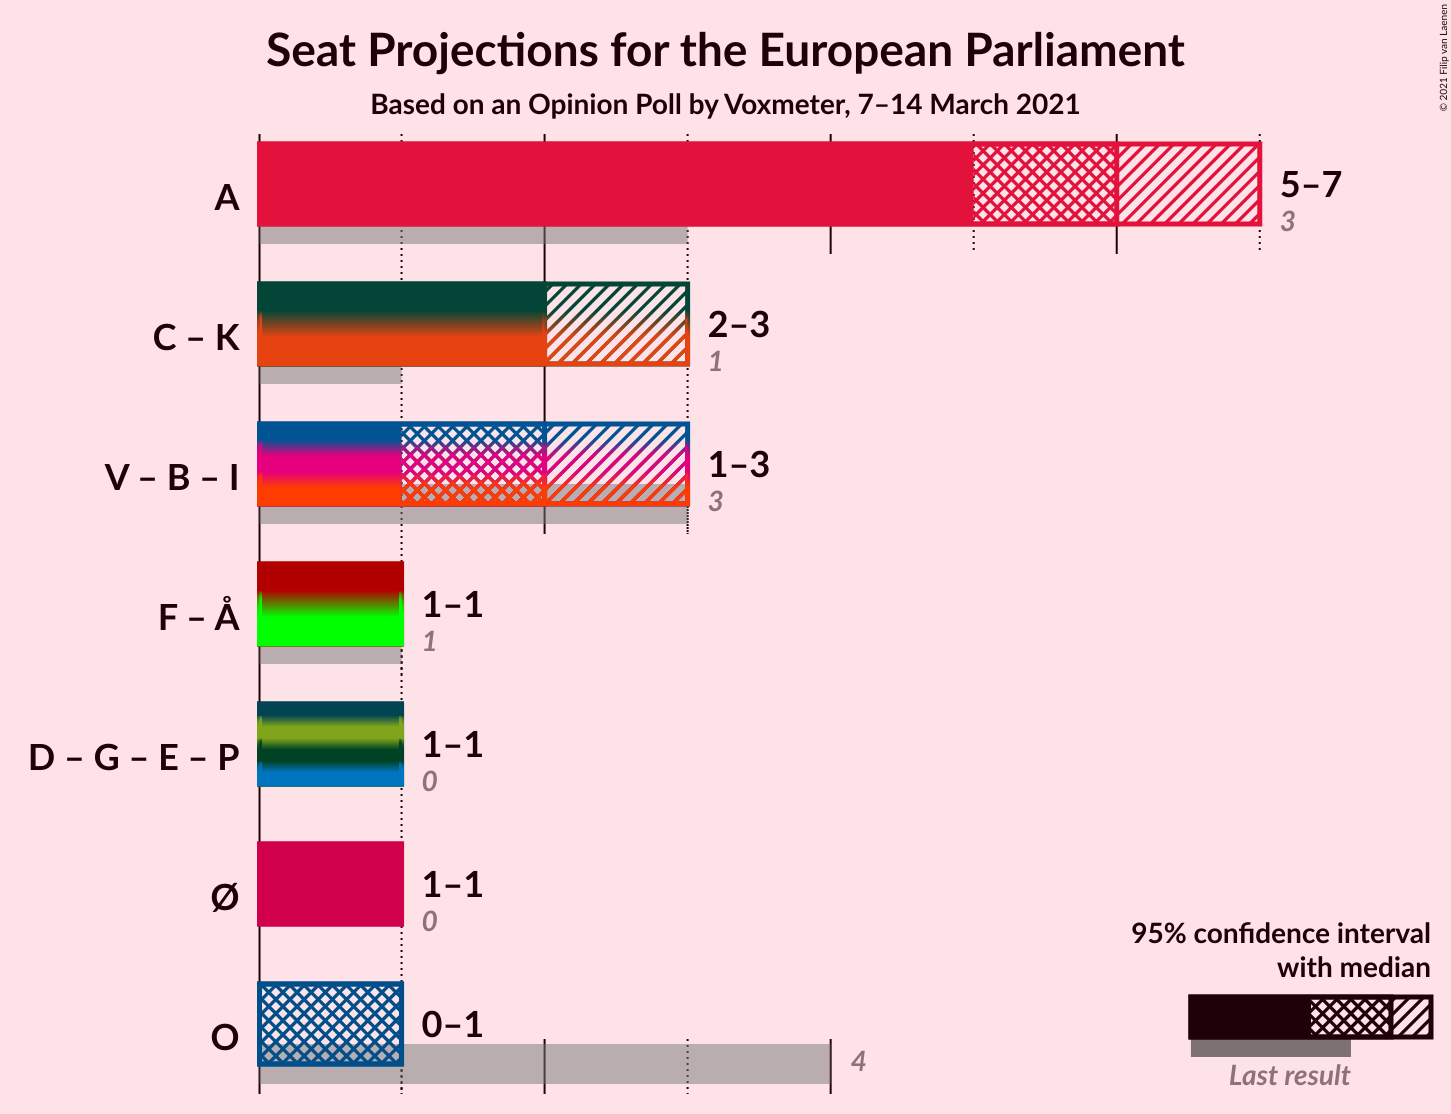 Seat Projections for the European Parliament
Based on an Opinion Poll by Voxmeter, 7–14 March 2021
© 2021 Filip van Laenen
A
5–7
3
C – K
2–3
1
V – B – I
1–3
3
F – Å
1–1
1
D – G – E – P
1–1
0
Ø
1–1
0
O
0–1
4
95% confidence interval
with median
Last result